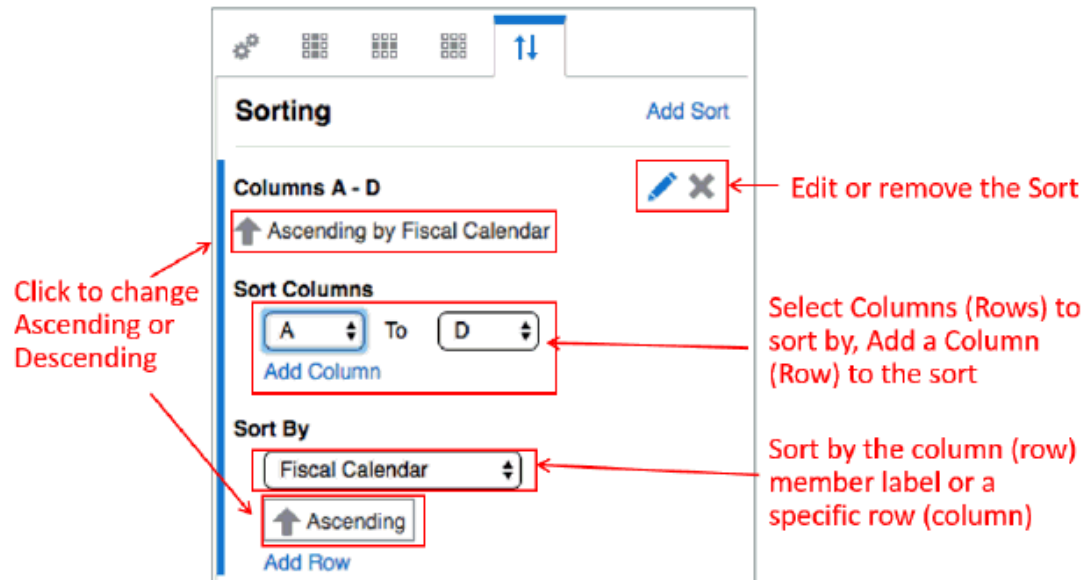 Sorting
Add Sort
Columns A - D
Edit or remove the Sort
Ascending by Fiscal Calendar
Click to change
Ascending or
Descending
Sort Columns
A To D
Add Column
Select Columns (Rows) to
sort by, Add a Column
(Row) to the sort
Sort By
Fiscal Calendar
Sort by the column (row)
member label or a
specific row (column)
Ascending
Add Row